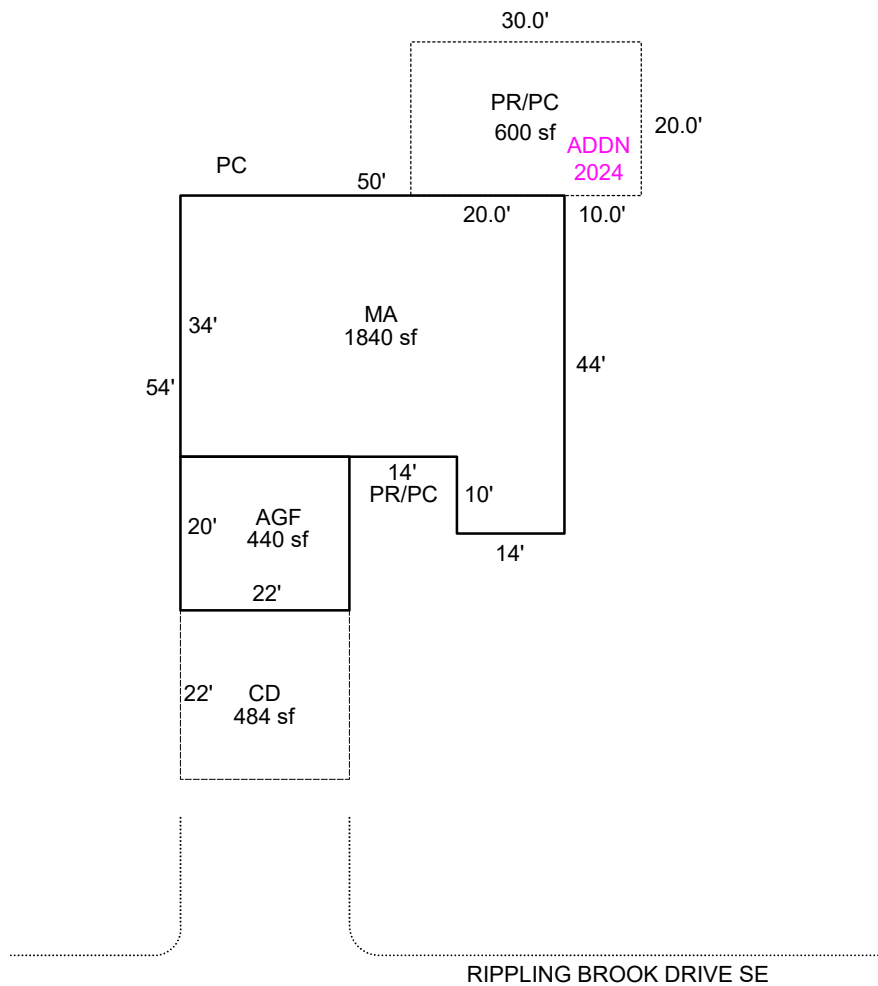 30.0'
PR/PC
600 sf
20.0'
ADDN
2024
PC
50'
20.0'
10.0'
MA
1840 sf
34'
44'
54'
14'
PR/PC
10'
AGF
440 sf
20'
14'
22'
CD
484 sf
22'
RIPPLING BROOK DRIVE SE